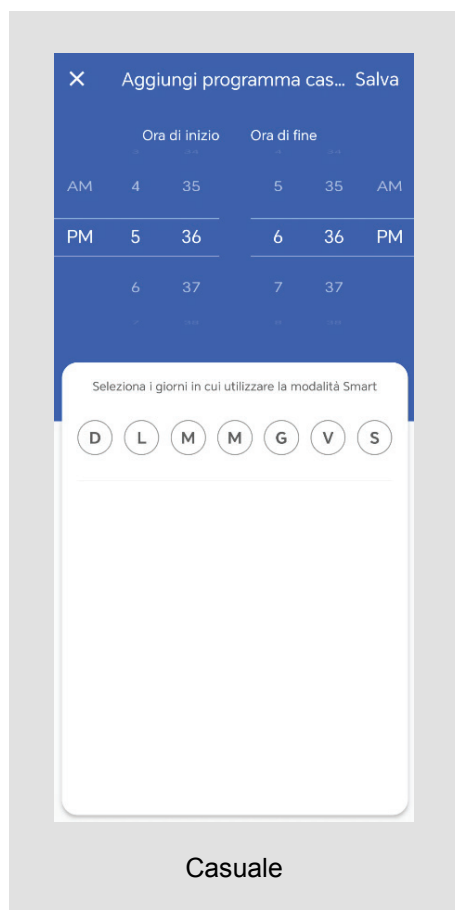 × Aggiungi programma cas... Salva
Ora di inizio Ora di fine
AM 4 35 5 35 AM
PM 5 36 6 36 PM
6 37 7 37
Seleziona i giorni in cui utilizzare la modalità Smart
D L M M G V S
Casuale